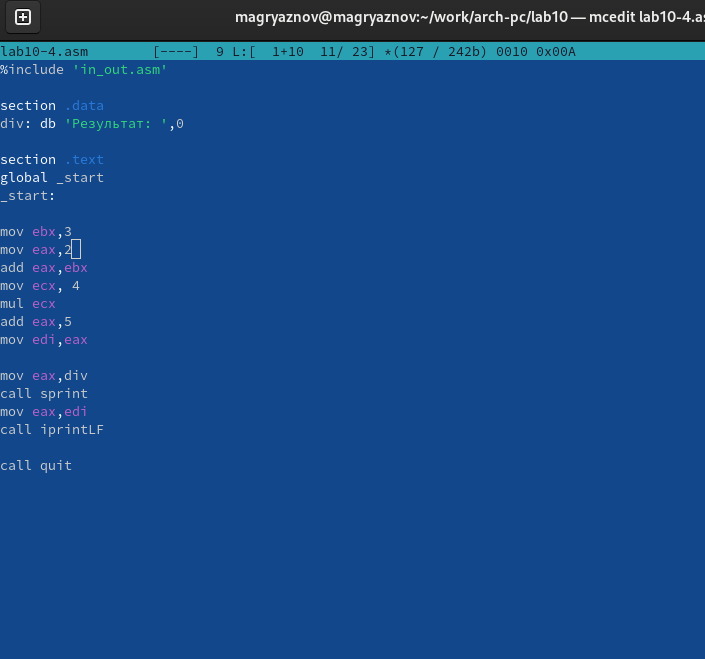 magryaznov@magryaznov:~/work/arch-pc/lab10 — mcedit lab10-4.as
lab10-4.asm        [----]  9 L:[  1+10  11/ 23] *(127 / 242b) 0010 0x00A
%include 'in_out.asm'
section .data
div: db 'Результат: ',0
section .text
global _start
_start:
mov ebx,3
mov eax,2
add eax,ebx
mov ecx, 4
mul ecx
add eax,5
mov edi,eax
mov eax,div
call sprint
mov eax,edi
call iprintLF
call quit